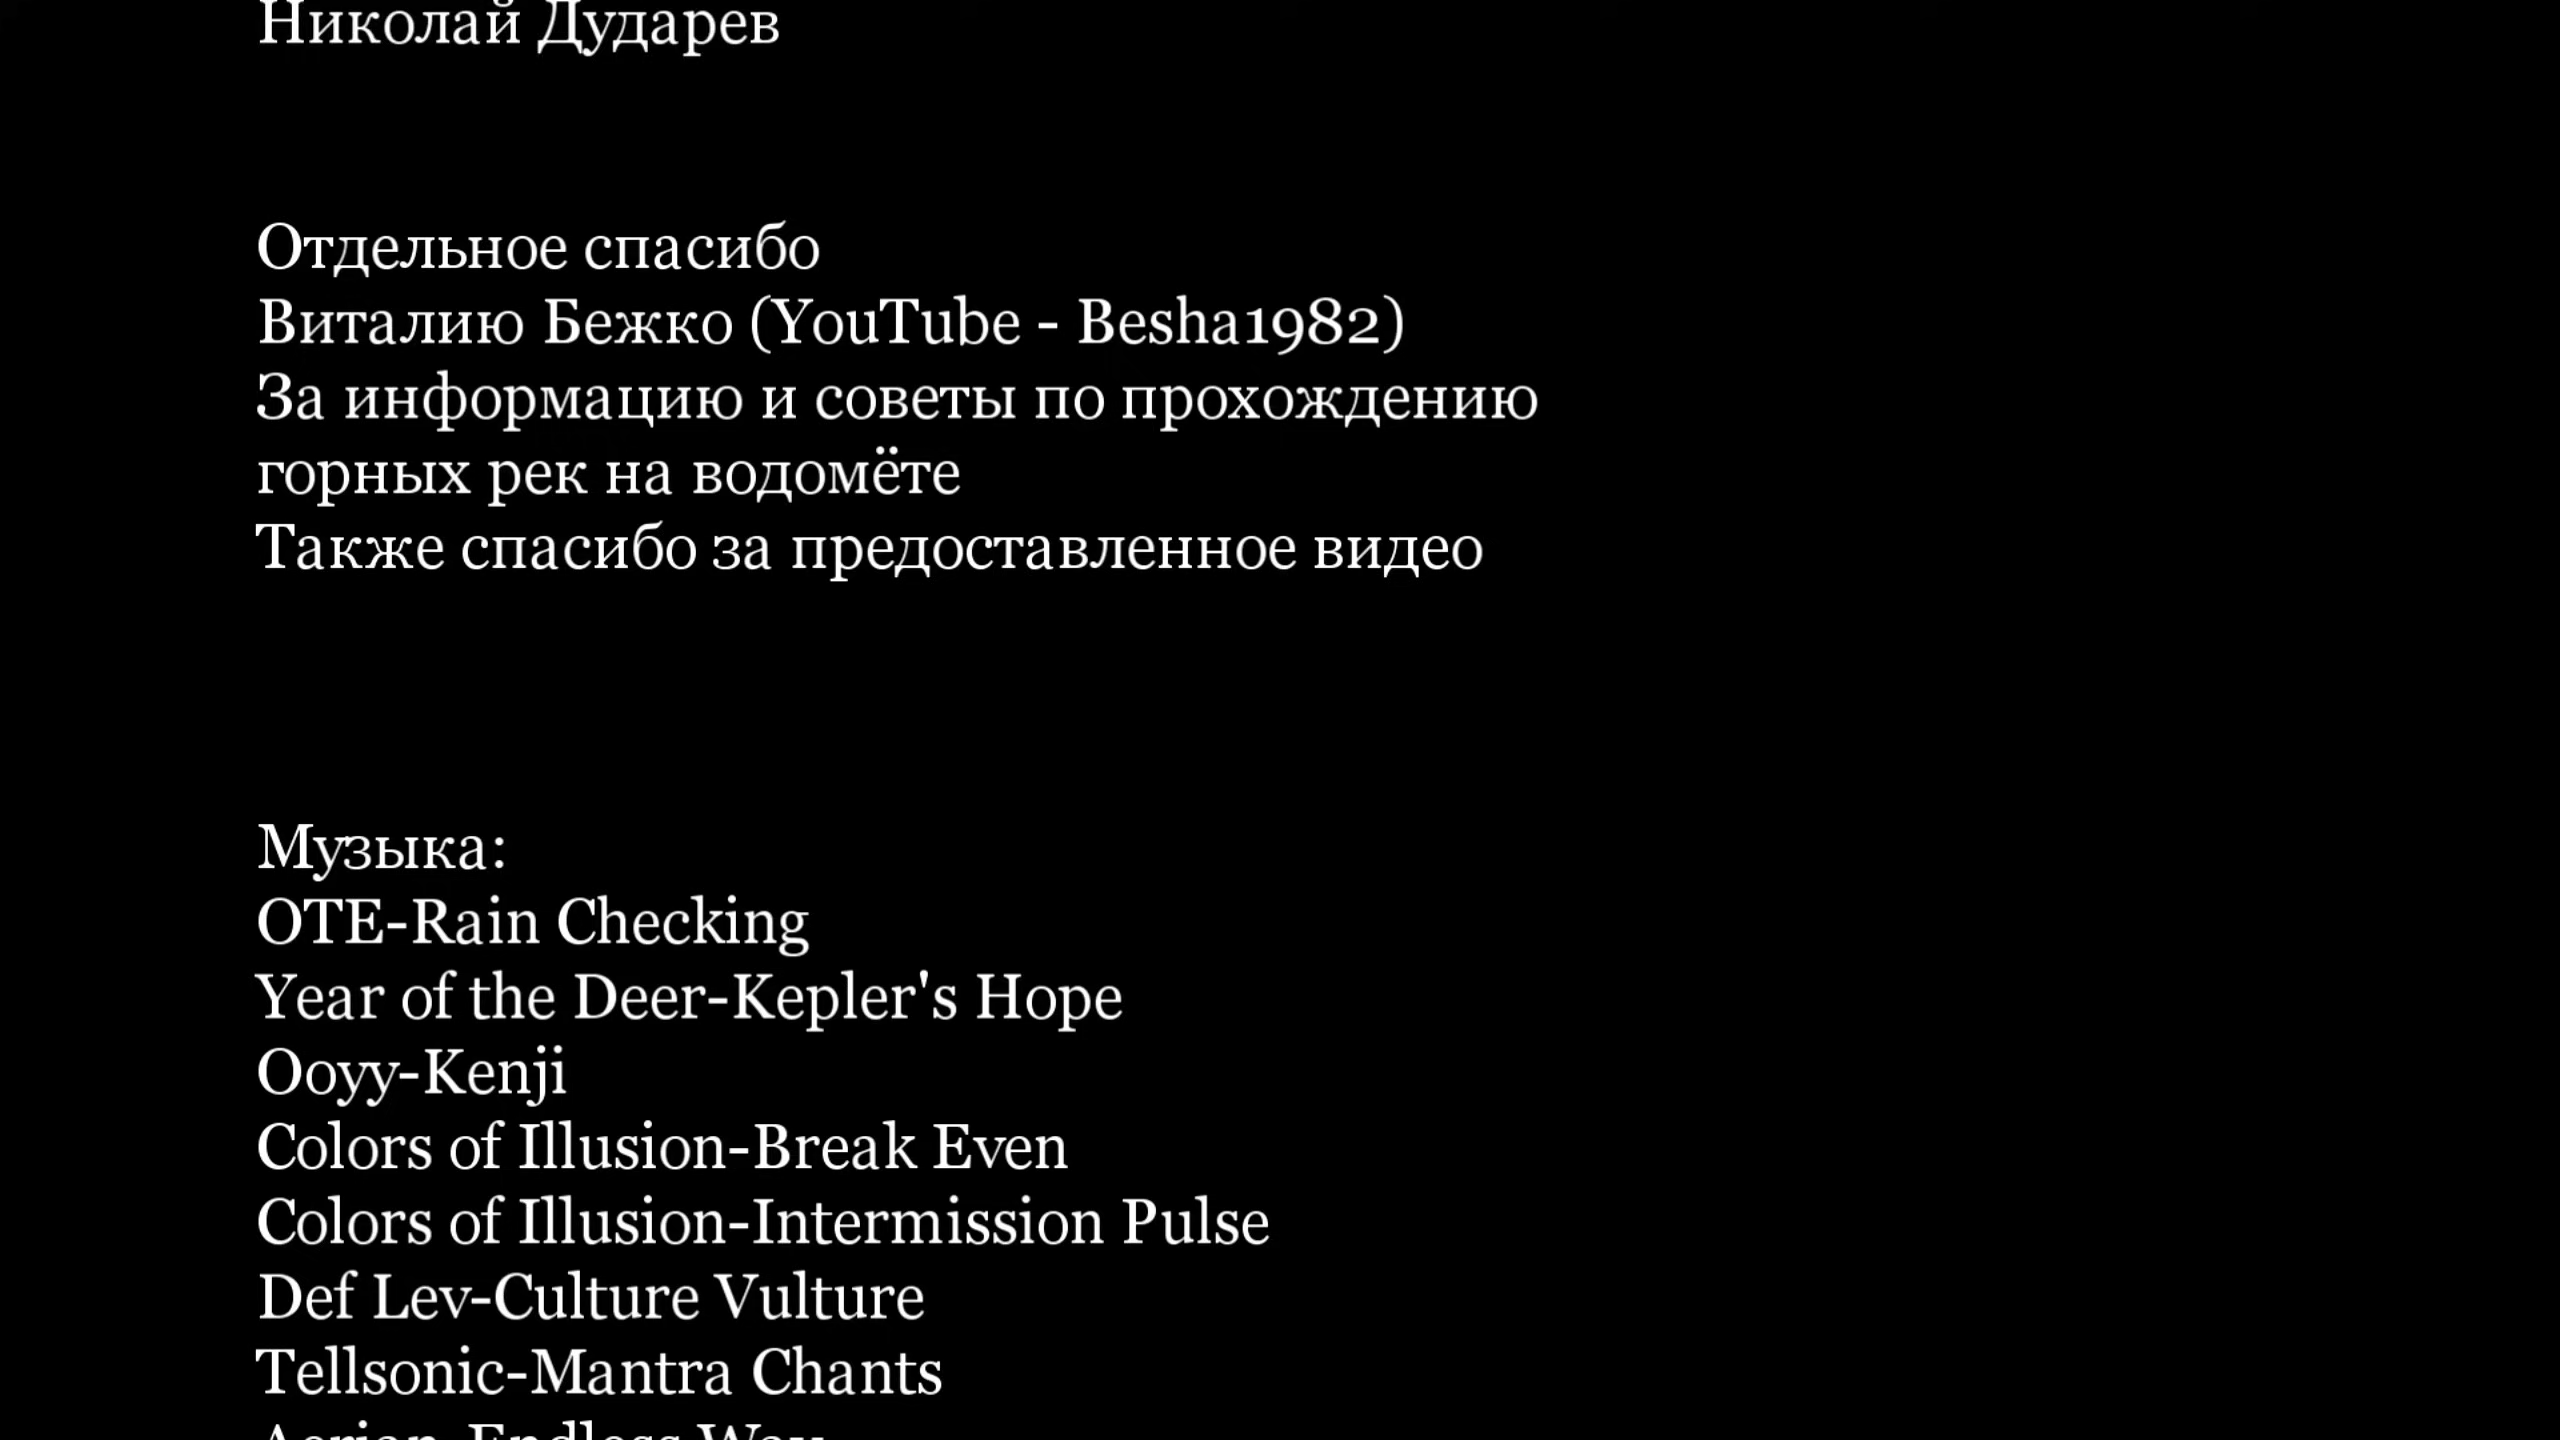 Николай Дударев
Отдельное спасибо
Виталию Бежко (YouTube - Besha1982)
За информацию и советы по прохождению
горных рек на водомёте
Также спасибо за предоставленное видео
Музыка:
OTE-Rain Checking
Year of the Deer-Kepler's Hope
Ooyy-Kenji
Colors of Illusion-Break Even
Colors of Illusion-Intermission Pulse
Def Lev-Culture Vulture
Tellsonic-Mantra Chants
Endless Way